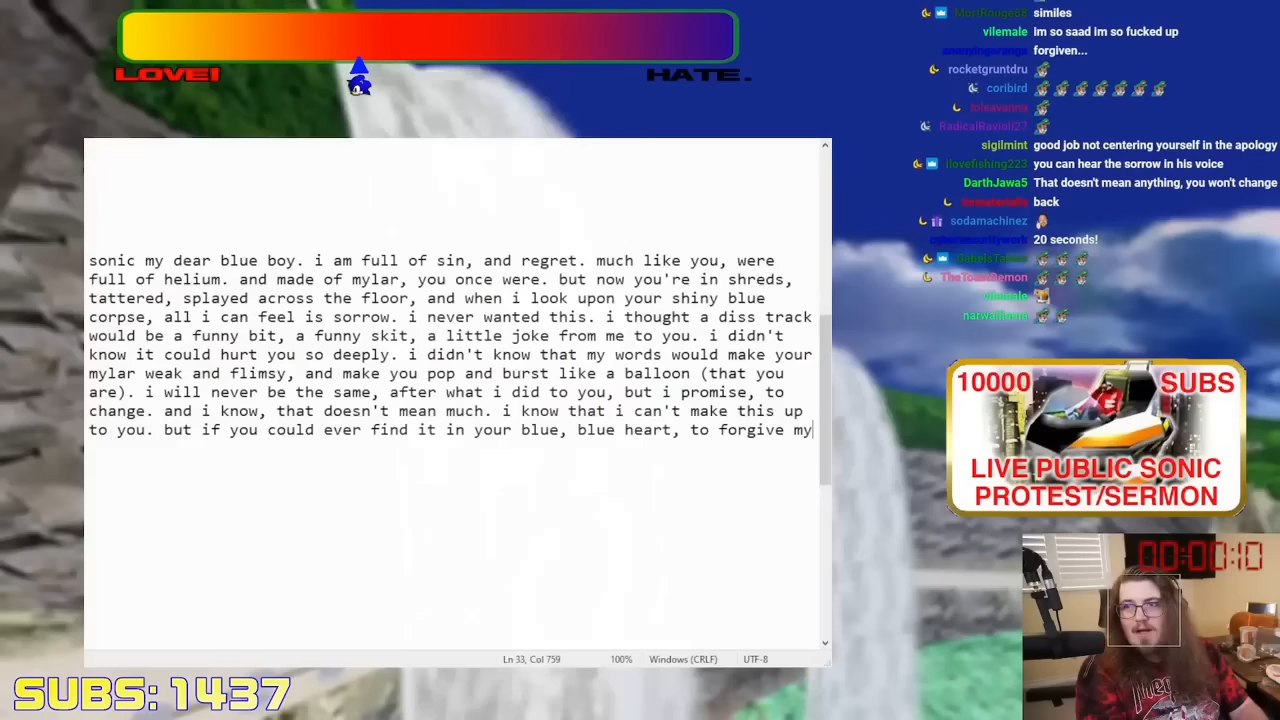 LOVE!
HATE.
sonic my dear blue boy. i am full of sin, and regret. much like you, were
full of helium. and made of mylar, you once were. but now you're in shreds,
tattered, splayed across the floor, and when i look upon your shiny blue
corpse, all i can feel is sorrow. i never wanted this. i thought a diss track
would be a funny bit, a funny skit, a little joke from me to you. i didn't
know it could hurt you so deeply. i didn't know that my words would make your
mylar weak and flimsy, and make you pop and burst like a balloon (that you
are). i will never be the same, after what i did to you, but i promise, to
change. and i know, that doesn't mean much. i know that i can't make this up
to you. but if you could ever find it in your blue, blue heart, to forgive my
Ln 33, Col 759 100% Windows (CRLF) UTF-8
SUBS: 1437
MortRouge88 similes
vilemale Im so saad im so fucked up
forgiven...
rocketgruntdru
coribird
RadicalRavioli27
sigilmint good job not centering yourself in the apology
ilovefishing223 you can hear the sorrow in his voice
DarthJawa5 That doesn't mean anything, you won't change
back
sodamachinez
20 seconds!
vilemale
10000 SUBS
LIVE PUBLIC SONIC
PROTEST/SERMON
00:00:10